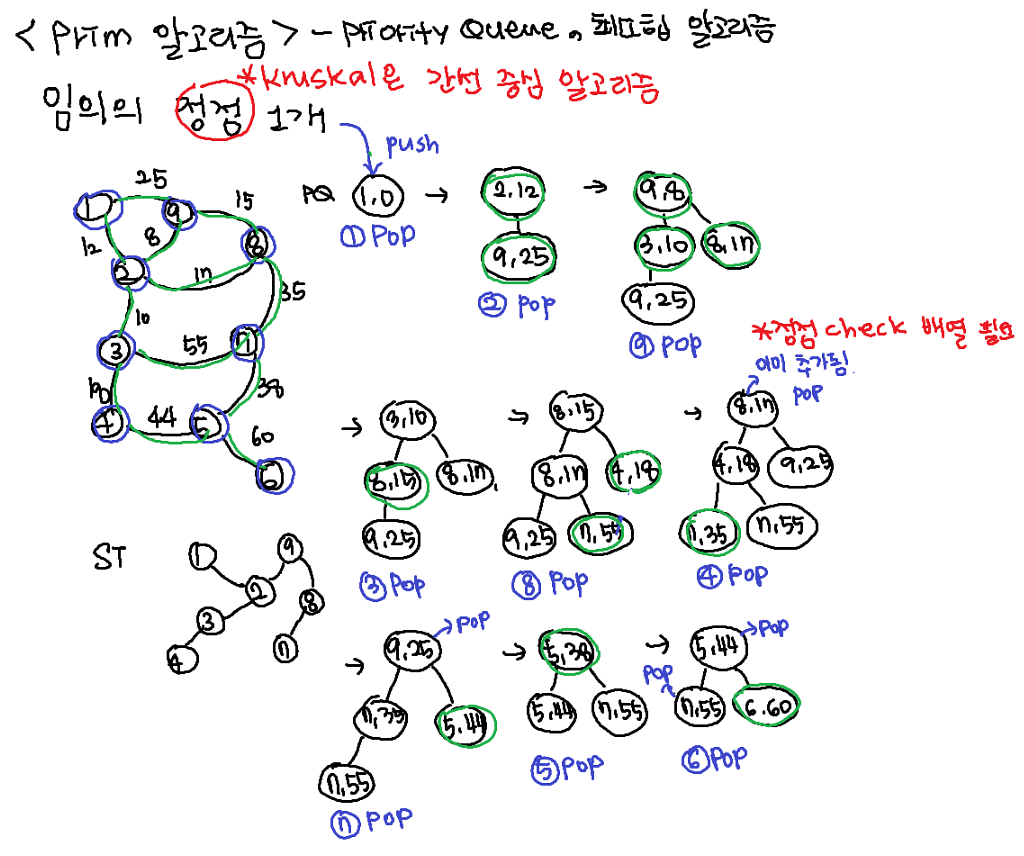 < Prim 알고리즘 > - Priority Queue, 최소힙 알고리즘
*Kruskal은 간선 중심 알고리즘
임의의 정점 1개
push
PQ 1,0 → 2,12 → 9,8
9,25 3,10 8,17
9,25
① POP ② POP ⑨ POP
25
1 9 15
12 8 8
2 17
10 35
3 55 7
90 38
4 44 5
60
6
*정점 check 배열 필요
이미 추가됨.
POP
→ 3,10 → 8,15 → 8,17
8,15 8,17 8,17 4,18 4,18 9,25
9,25 9,25 7,55 7,35 7,55
③ POP ⑧ POP ④ POP
ST
1 9
2 8
3
4 7
→ 9,25 POP → 5,38 → 5,44 POP
7,35 5,44 5,44 7,55 POP 7,55 6,60
7,55
⑦ POP ⑤ POP ⑥ POP